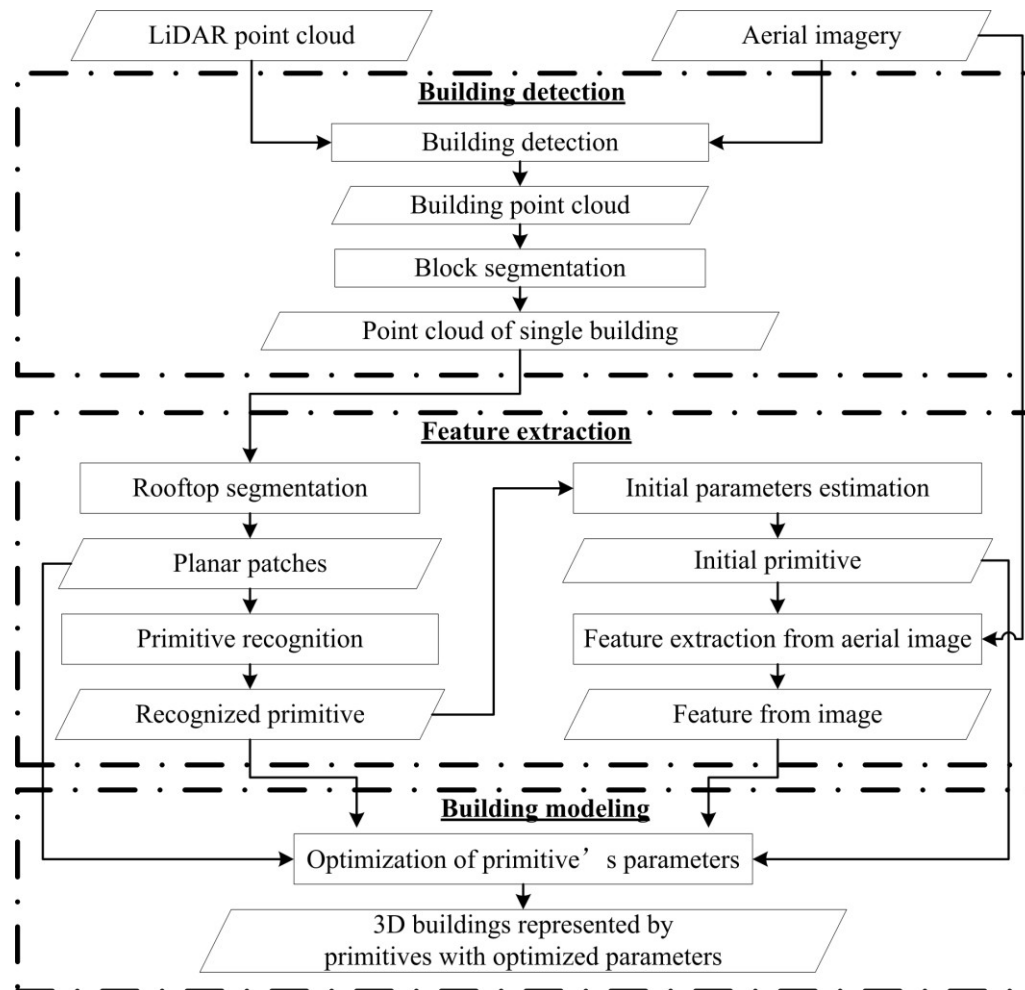 LiDAR point cloud
Aerial imagery
Building detection
Building detection
Building point cloud
Block segmentation
Point cloud of single building
Feature extraction
Rooftop segmentation
Initial parameters estimation
Planar patches
Initial primitive
Primitive recognition
Feature extraction from aerial image
Recognized primitive
Feature from image
Building modeling
Optimization of primitive’s parameters
3D buildings represented by
primitives with optimized parameters